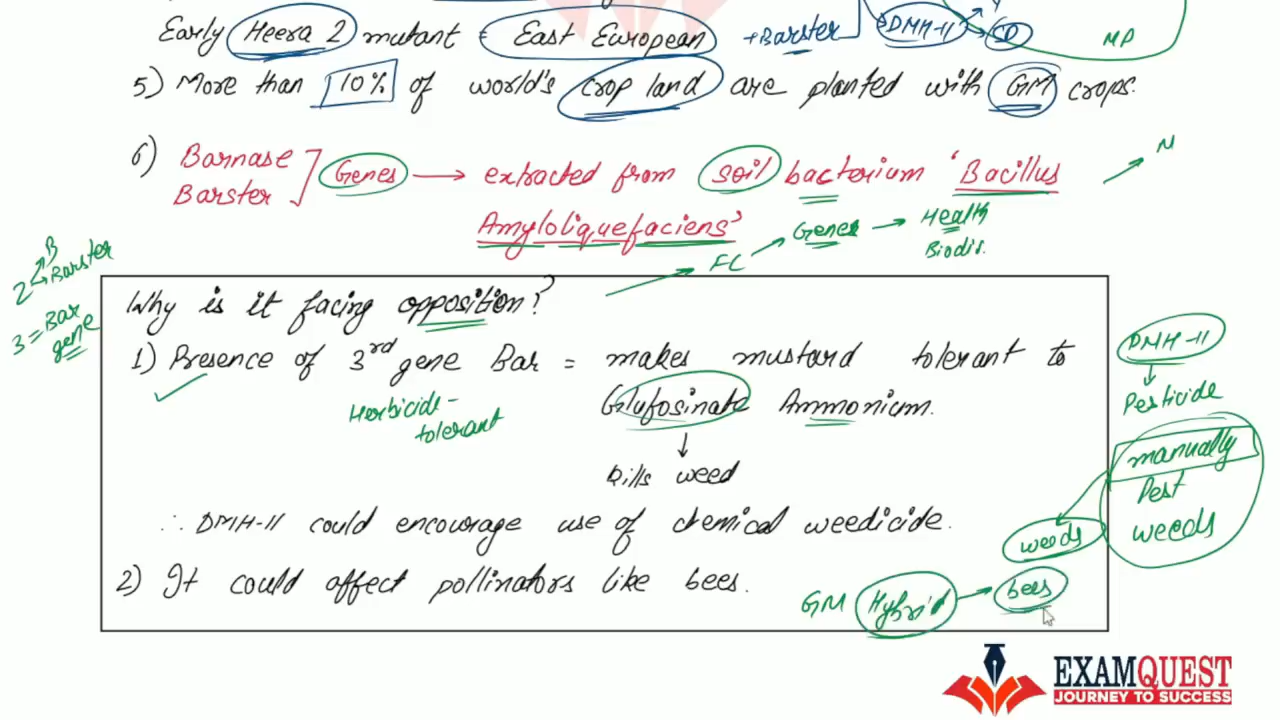 Early Heera 2 mutant = East European + Barster DMH-11
MP
5) More than 10% of world's crop land are planted with GM crops.
6) Barnase
Barster
Genes → extracted from soil bacterium 'Bacillus
Amyloliquefaciens'
FC → Genes → Health
Biodis.
B
2 Barster
3 = Bar
gene
Why is it facing opposition?
1) Presence of 3rd gene Bar = makes mustard tolerant to
Glufosinate Ammonium.
Herbicide-
tolerant
↓
kills weed
∴ DMH-11 could encourage use of chemical weedicide.
2) It could affect pollinators like bees.
GM Hybrid → bees
weeds
DMH-11
↓
Pesticide
manually
Pest
weeds
EXAMQUEST
JOURNEY TO SUCCESS